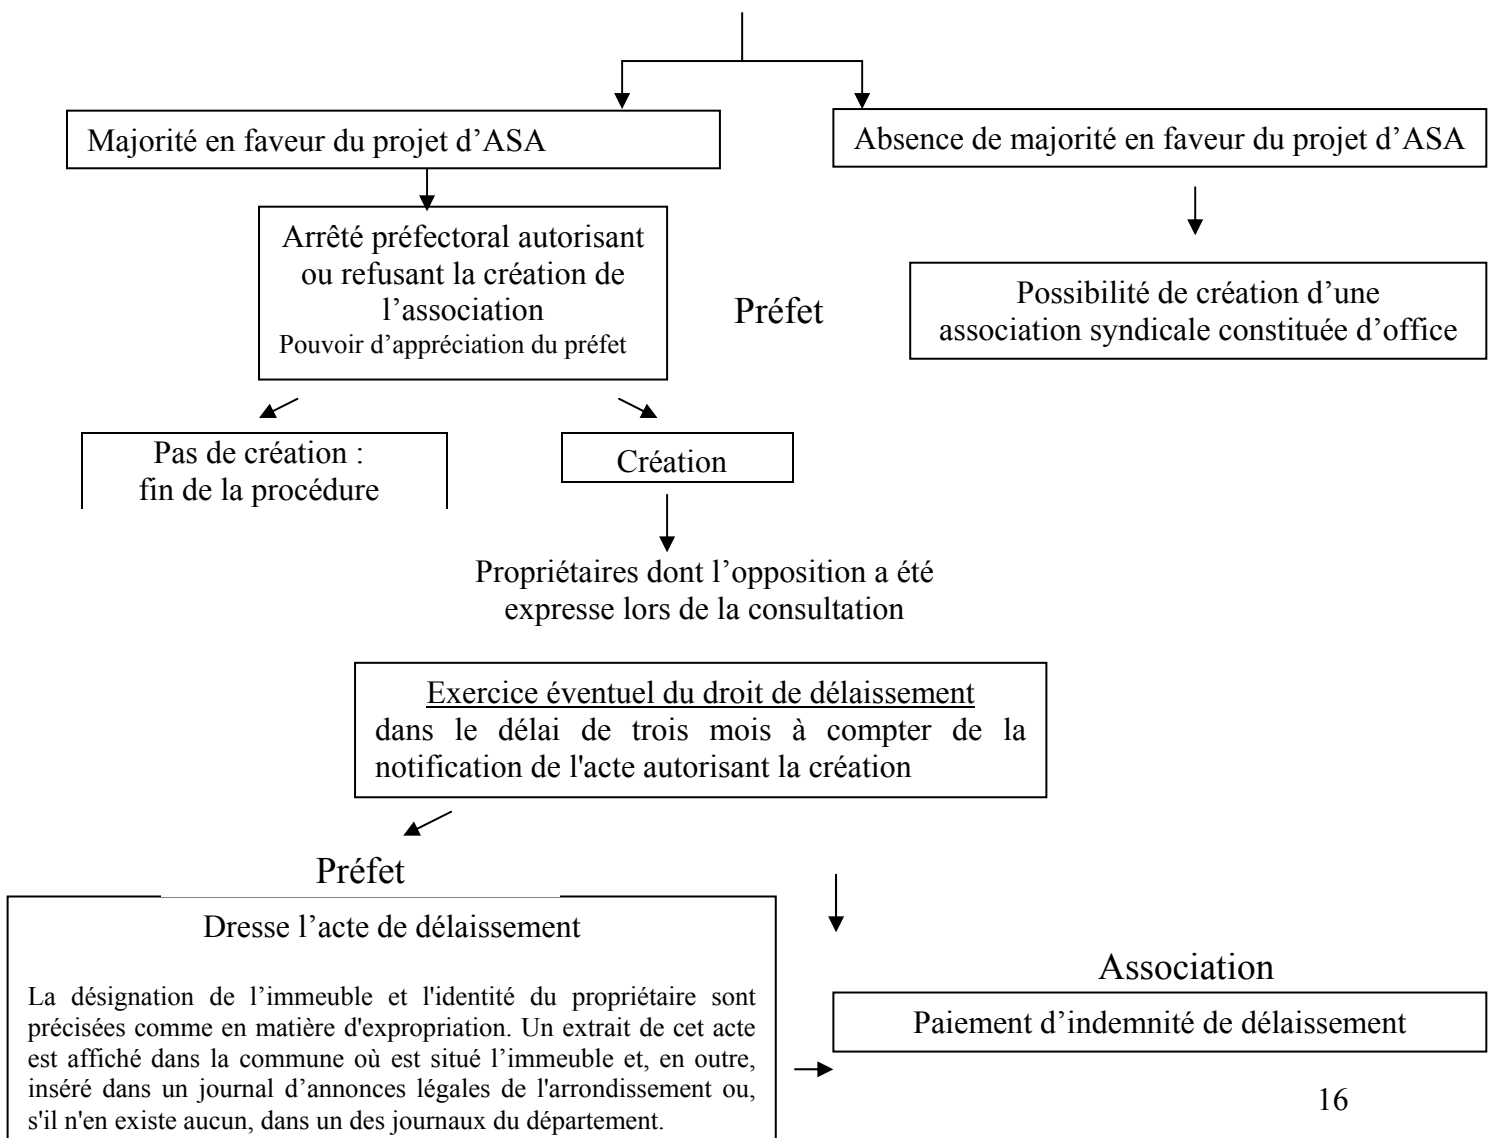 Majorité en faveur du projet d’ASA
Absence de majorité en faveur du projet d’ASA
Arrêté préfectoral autorisant
ou refusant la création de
l’association
Pouvoir d’appréciation du préfet
Préfet
Possibilité de création d’une
association syndicale constituée d’office
Pas de création :
fin de la procédure
Création
Propriétaires dont l’opposition a été
expresse lors de la consultation
Exercice éventuel du droit de délaissement
dans le délai de trois mois à compter de la
notification de l'acte autorisant la création
Préfet
Dresse l’acte de délaissement
La désignation de l’immeuble et l'identité du propriétaire sont
précisées comme en matière d'expropriation. Un extrait de cet acte
est affiché dans la commune où est situé l’immeuble et, en outre,
inséré dans un journal d’annonces légales de l'arrondissement ou,
s'il n'en existe aucun, dans un des journaux du département.
Association
Paiement d’indemnité de délaissement
16